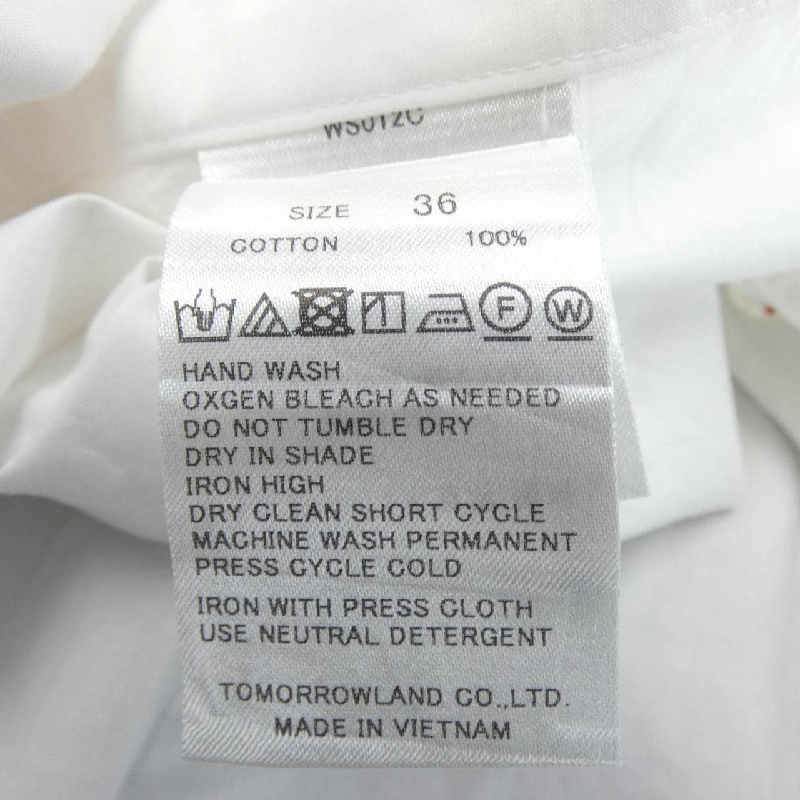 WS012C
SIZE 36
COTTON 100%
F W
HAND WASH
OXGEN BLEACH AS NEEDED
DO NOT TUMBLE DRY
DRY IN SHADE
IRON HIGH
DRY CLEAN SHORT CYCLE
MACHINE WASH PERMANENT
PRESS CYCLE COLD
IRON WITH PRESS CLOTH
USE NEUTRAL DETERGENT
TOMORROWLAND CO.,LTD.
MADE IN VIETNAM